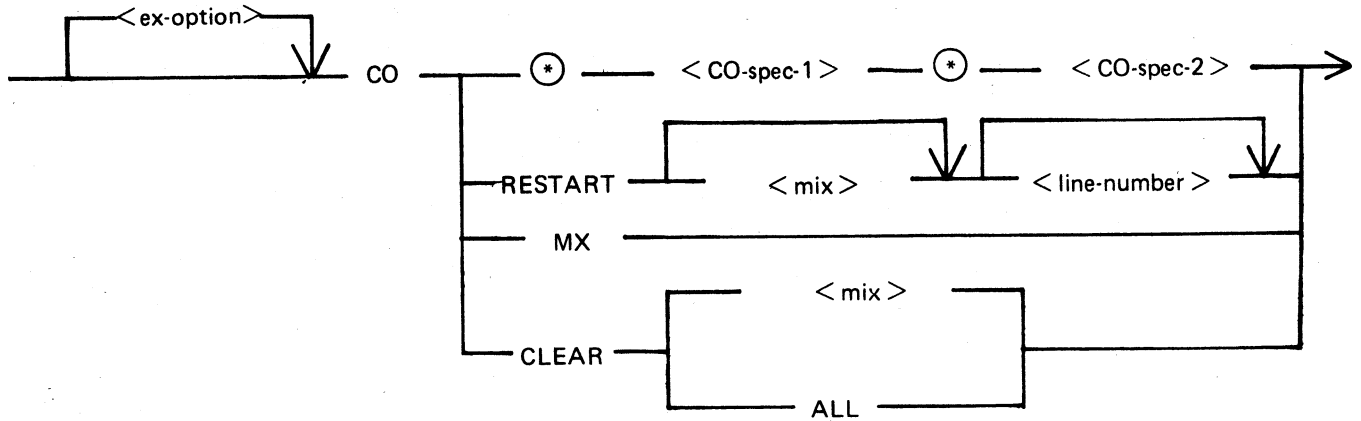 <ex-option>
CO * <CO-spec-1> * <CO-spec-2>
RESTART <mix> <line-number>
MX
<mix>
CLEAR
ALL